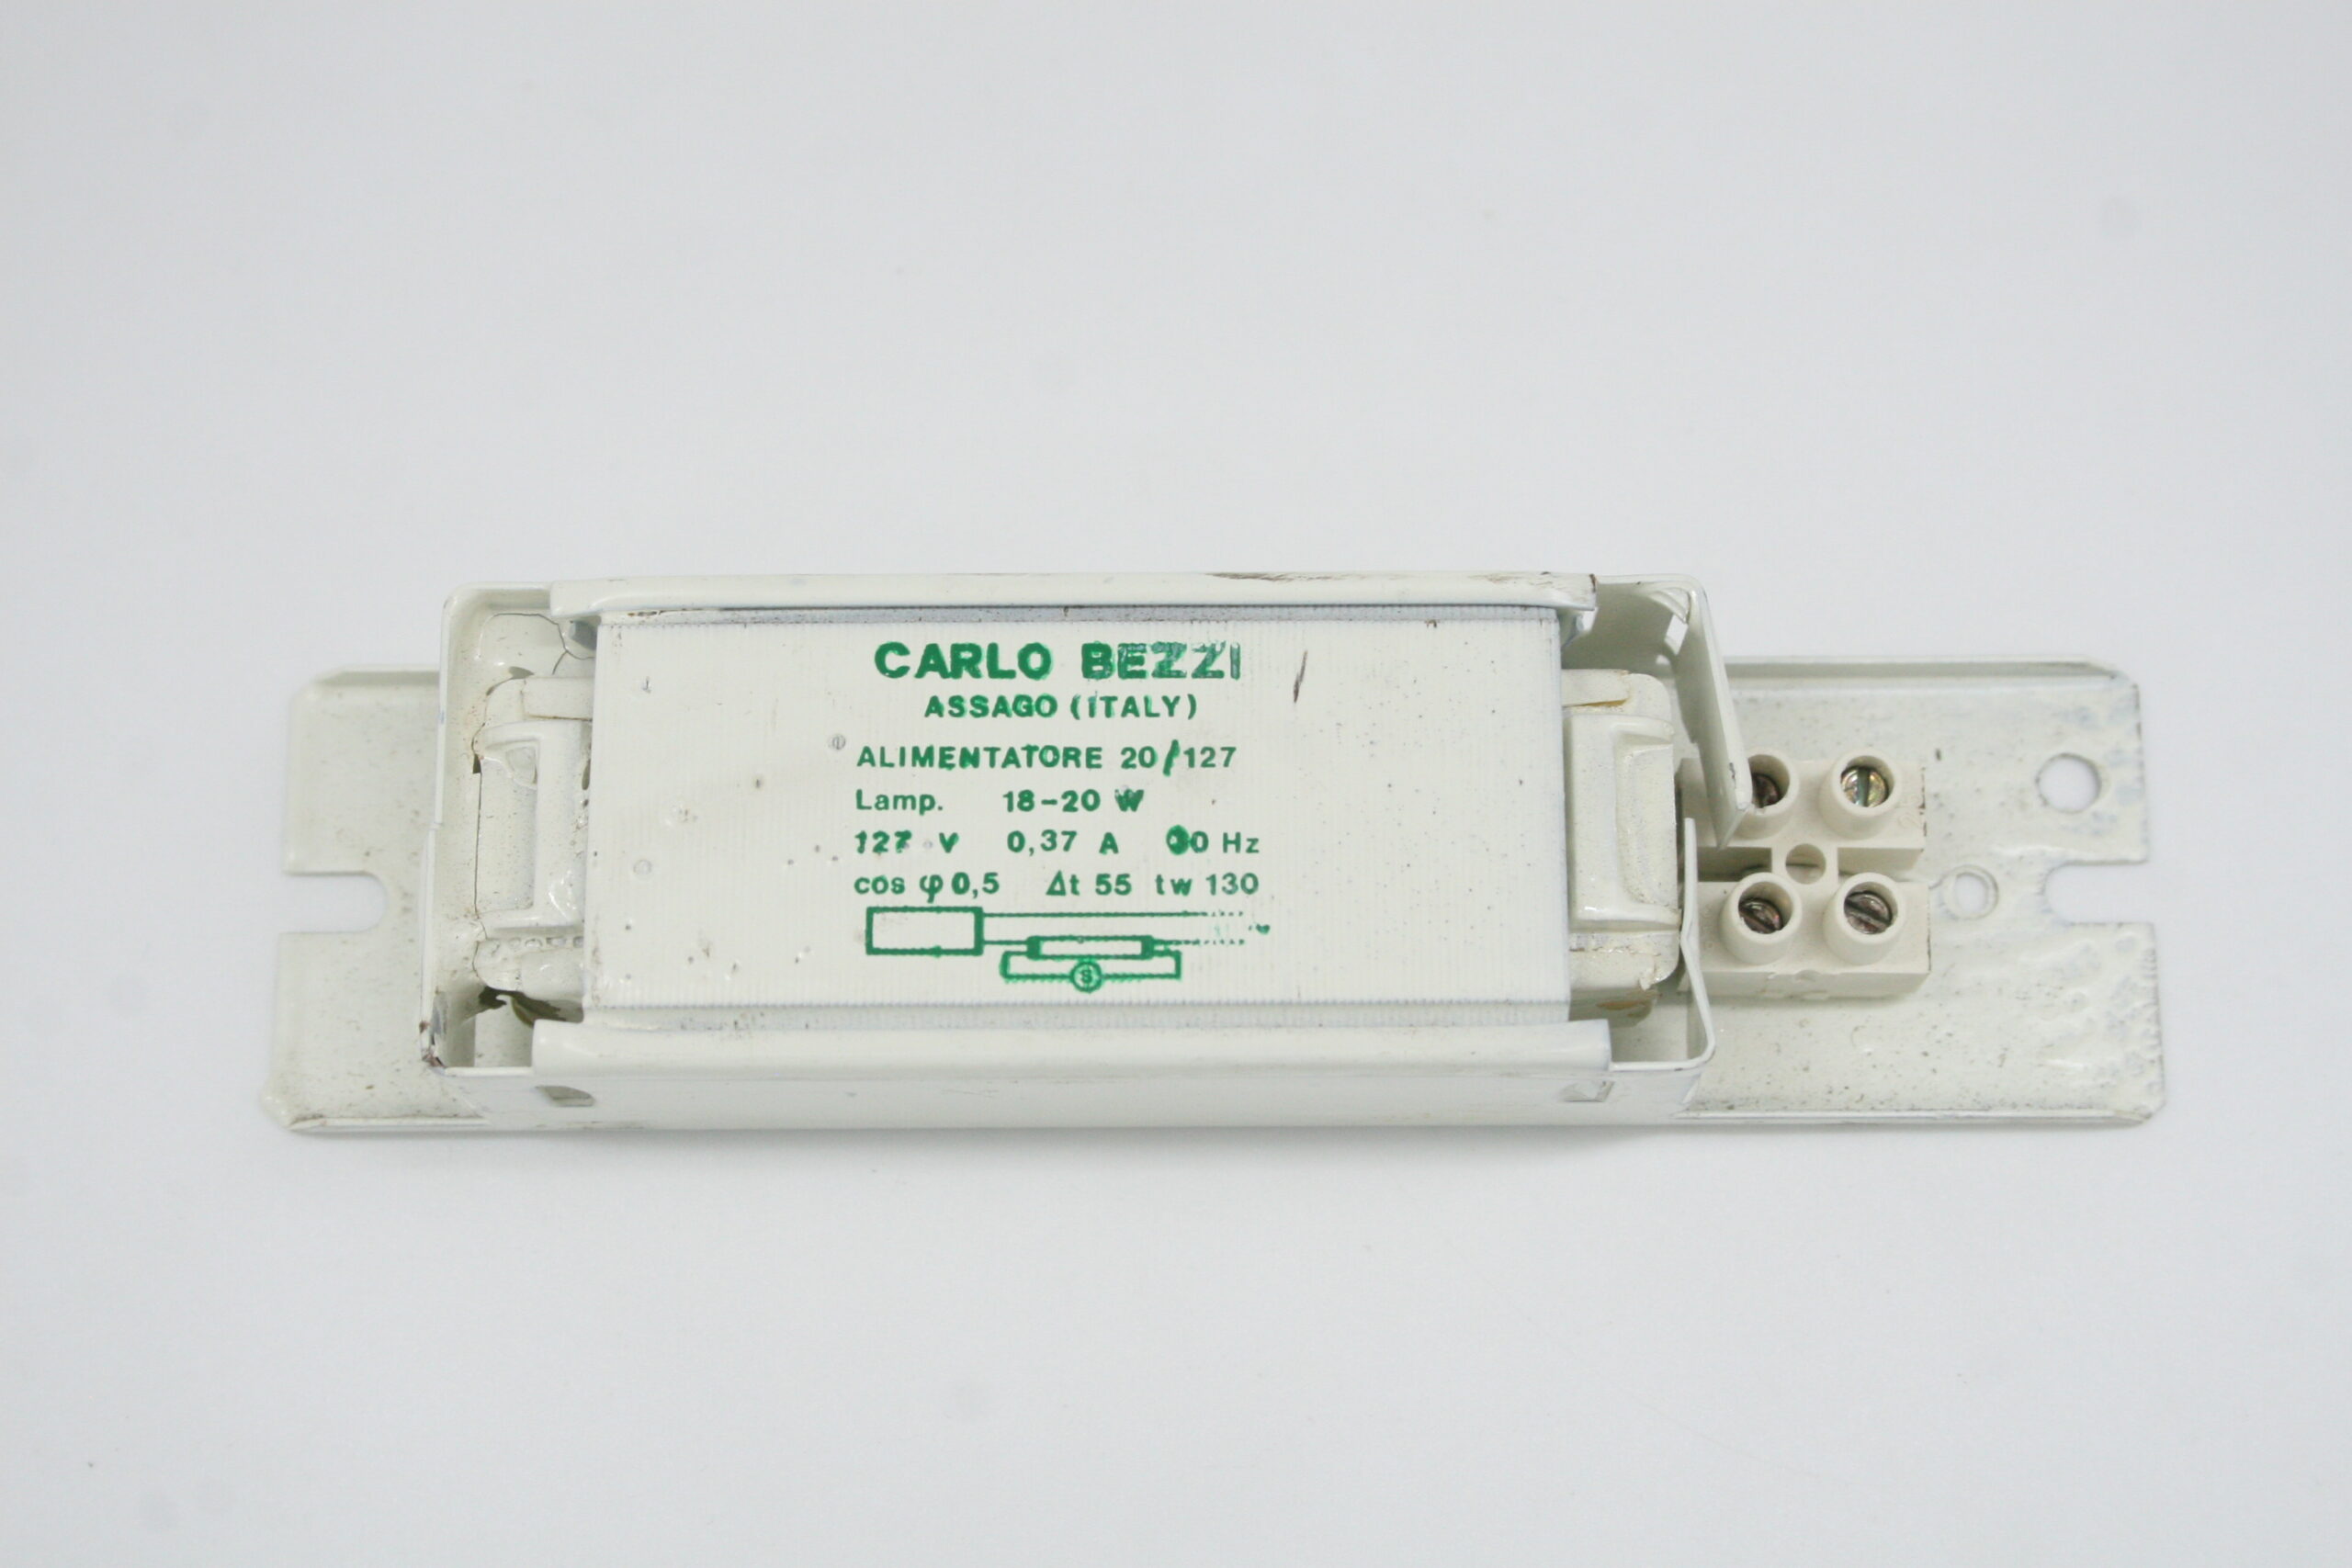 CARLO BEZZI
ASSAGO (ITALY)
ALIMENTATORE 20/127
Lamp. 18-20 W
127 V 0,37 A Hz
cos φ 0,5 Δt 55 tw 130
S